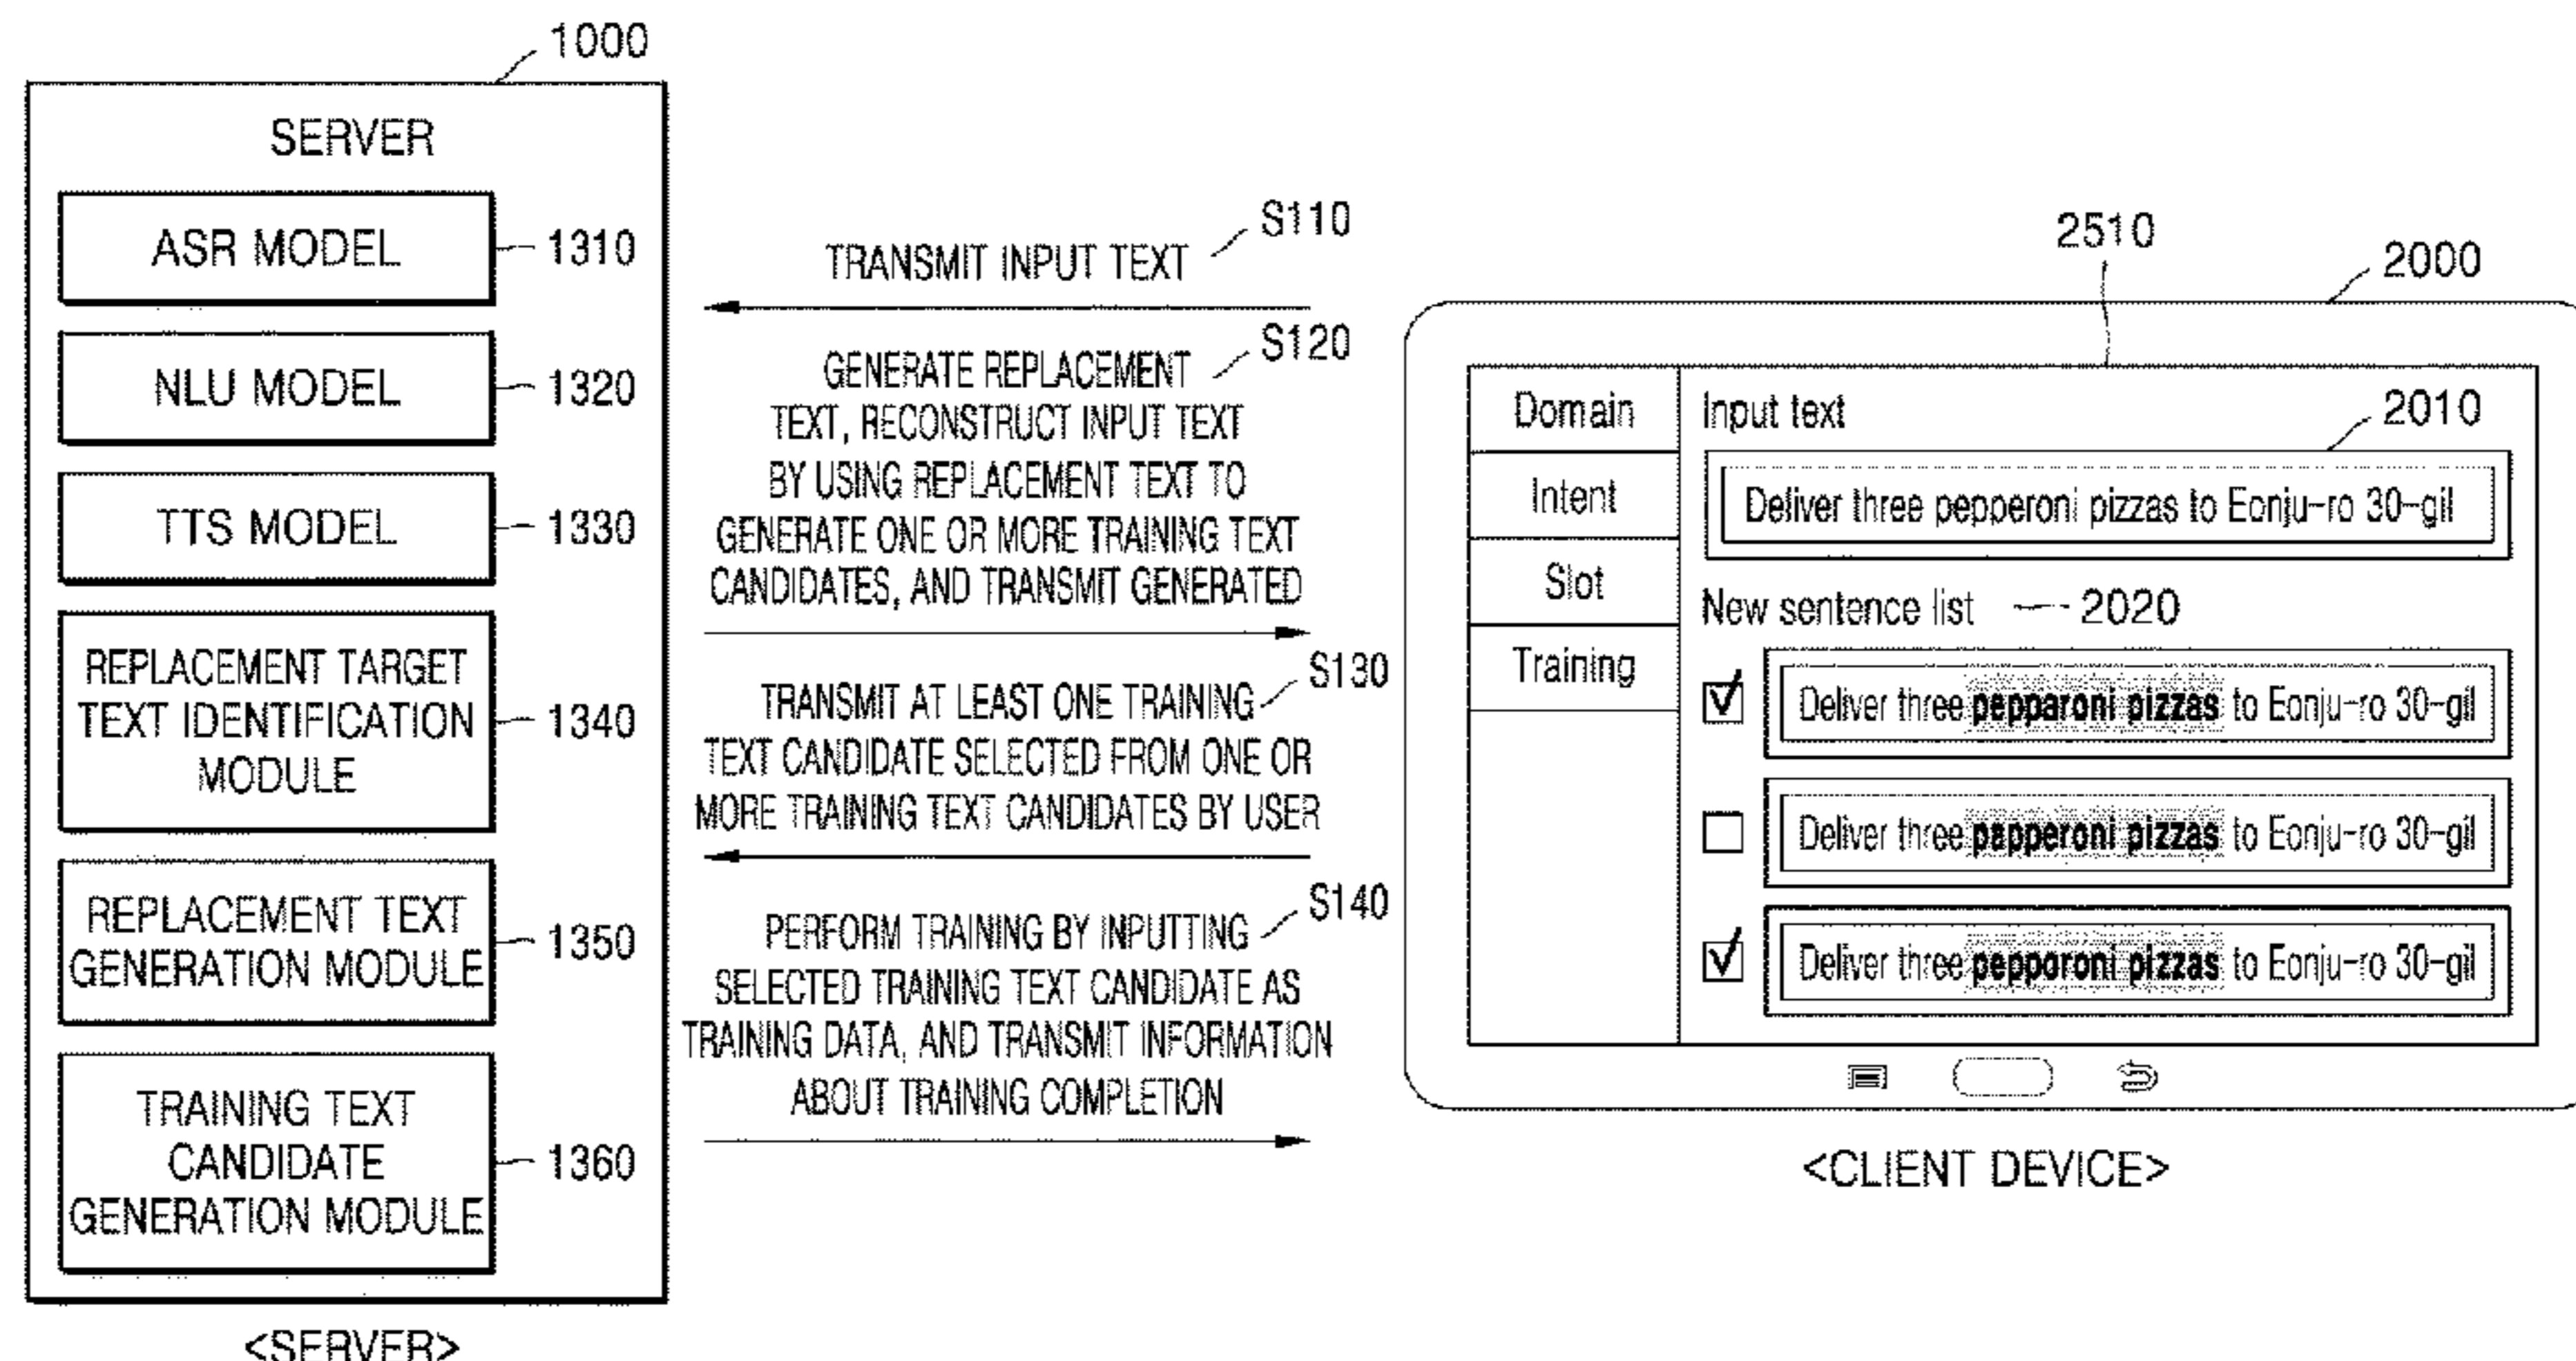 1000
SERVER
ASR MODEL
1310
NLU MODEL
1320
TTS MODEL
1330
REPLACEMENT TARGET
TEXT IDENTIFICATION
MODULE
1340
REPLACEMENT TEXT
GENERATION MODULE
1350
TRAINING TEXT
CANDIDATE
GENERATION MODULE
1360
<SERVER>
S110
TRANSMIT INPUT TEXT
S120
GENERATE REPLACEMENT
TEXT, RECONSTRUCT INPUT TEXT
BY USING REPLACEMENT TEXT TO
GENERATE ONE OR MORE TRAINING TEXT
CANDIDATES, AND TRANSMIT GENERATED
S130
TRANSMIT AT LEAST ONE TRAINING
TEXT CANDIDATE SELECTED FROM ONE OR
MORE TRAINING TEXT CANDIDATES BY USER
S140
PERFORM TRAINING BY INPUTTING
SELECTED TRAINING TEXT CANDIDATE AS
TRAINING DATA, AND TRANSMIT INFORMATION
ABOUT TRAINING COMPLETION
2510
2000
Domain
Intent
Slot
Training
Input text
2010
Deliver three pepperoni pizzas to Eonju-ro 30-gil
New sentence list
2020
Deliver three pepparoni pizzas to Eonju-ro 30-gil
Deliver three papperoni pizzas to Eonju-ro 30-gil
Deliver three pepporoni pizzas to Eonju-ro 30-gil
<CLIENT DEVICE>